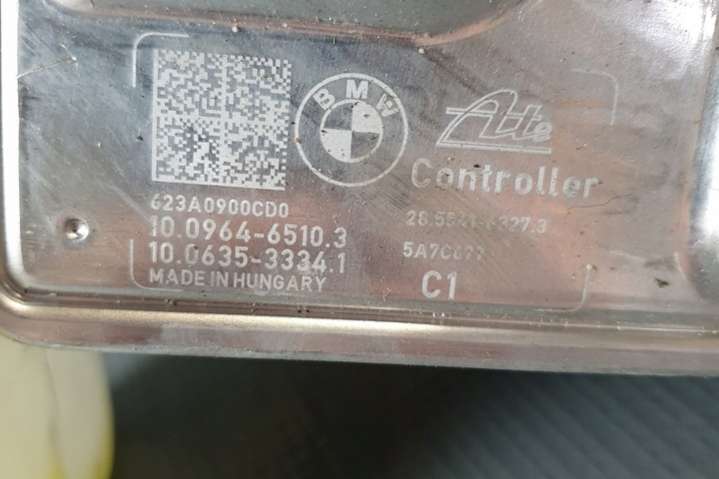 BMW
Ate
Controller
623A0900CD0
10.0964-6510.3
10.0635-3334.1
MADE IN HUNGARY
C1